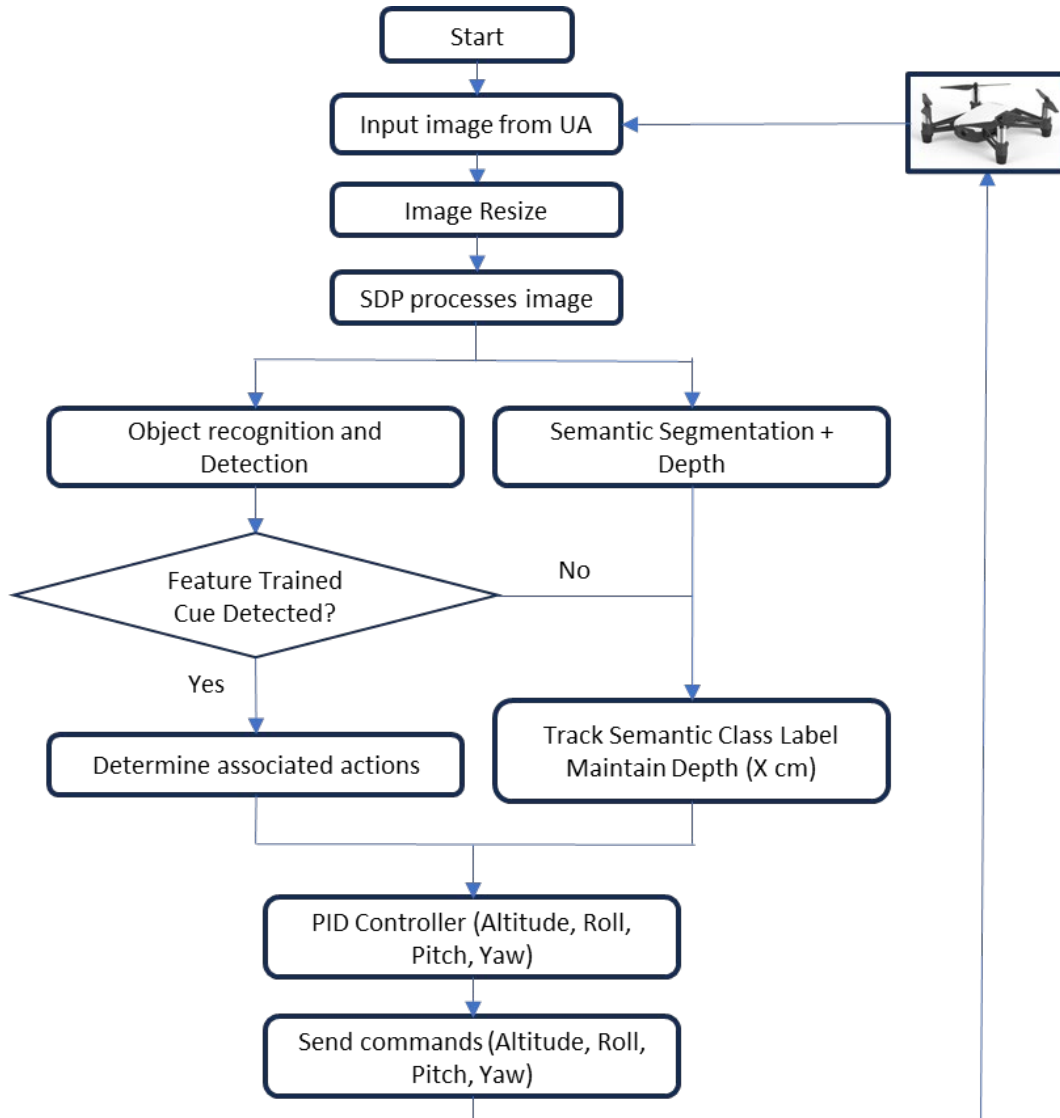 Start
Input image from UA
Image Resize
SDP processes image
Object recognition and
Detection
Semantic Segmentation +
Depth
Feature Trained
Cue Detected?
No
Yes
Determine associated actions
Track Semantic Class Label
Maintain Depth (X cm)
PID Controller (Altitude, Roll,
Pitch, Yaw)
Send commands (Altitude, Roll,
Pitch, Yaw)